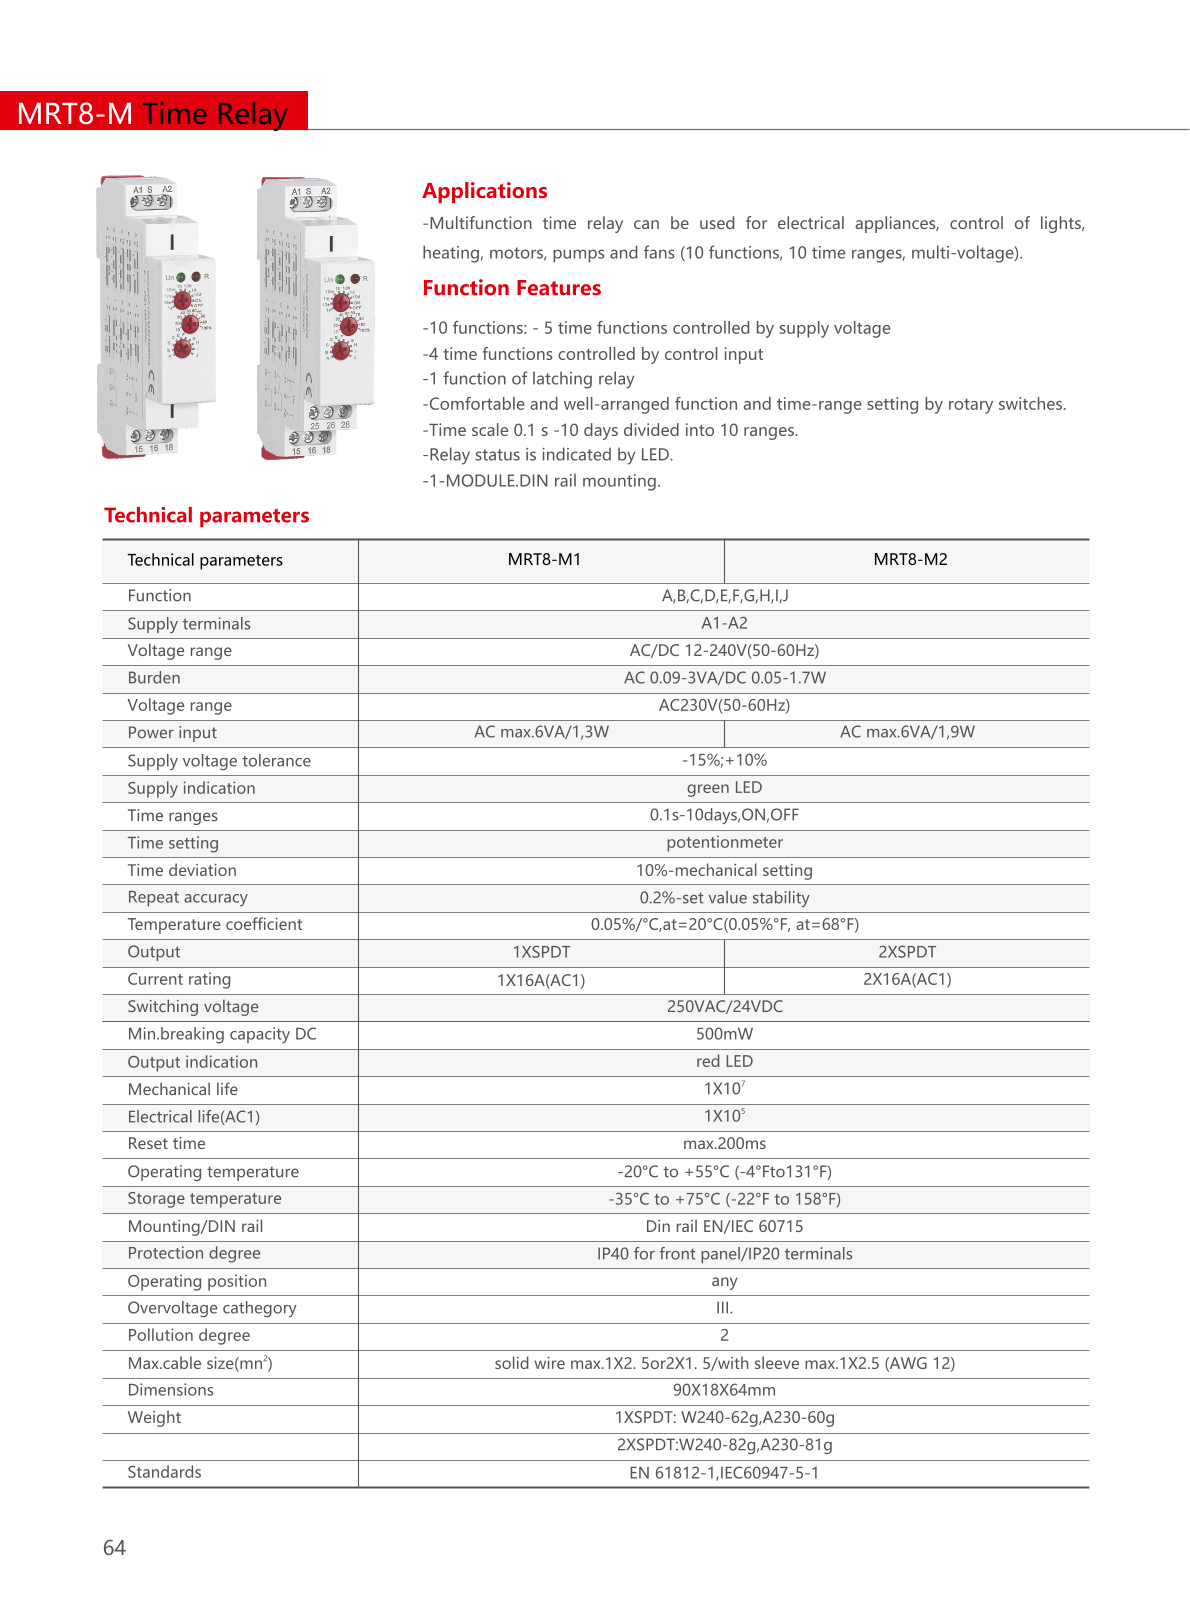 MRT8-M Time Relay
A1 S A2
Un R
15 16 18
A1 S A2
Un R
25 26 28
15 16 18
Applications
-Multifunction time relay can be used for electrical appliances, control of lights,
heating, motors, pumps and fans (10 functions, 10 time ranges, multi-voltage).
Function Features
-10 functions: - 5 time functions controlled by supply voltage
-4 time functions controlled by control input
-1 function of latching relay
-Comfortable and well-arranged function and time-range setting by rotary switches.
-Time scale 0.1 s -10 days divided into 10 ranges.
-Relay status is indicated by LED.
-1-MODULE.DIN rail mounting.
Technical parameters
Technical parameters MRT8-M1 MRT8-M2
Function A,B,C,D,E,F,G,H,I,J
Supply terminals A1-A2
Voltage range AC/DC 12-240V(50-60Hz)
Burden AC 0.09-3VA/DC 0.05-1.7W
Voltage range AC230V(50-60Hz)
Power input AC max.6VA/1,3W AC max.6VA/1,9W
Supply voltage tolerance -15%;+10%
Supply indication green LED
Time ranges 0.1s-10days,ON,OFF
Time setting potentionmeter
Time deviation 10%-mechanical setting
Repeat accuracy 0.2%-set value stability
Temperature coefficient 0.05%/°C,at=20°C(0.05%°F, at=68°F)
Output 1XSPDT 2XSPDT
Current rating 1X16A(AC1) 2X16A(AC1)
Switching voltage 250VAC/24VDC
Min.breaking capacity DC 500mW
Output indication red LED
Mechanical life 1X10⁷
Electrical life(AC1) 1X10⁵
Reset time max.200ms
Operating temperature -20°C to +55°C (-4°Fto131°F)
Storage temperature -35°C to +75°C (-22°F to 158°F)
Mounting/DIN rail Din rail EN/IEC 60715
Protection degree IP40 for front panel/IP20 terminals
Operating position any
Overvoltage cathegory III.
Pollution degree 2
Max.cable size(mn²) solid wire max.1X2. 5or2X1. 5/with sleeve max.1X2.5 (AWG 12)
Dimensions 90X18X64mm
Weight 1XSPDT: W240-62g,A230-60g
2XSPDT:W240-82g,A230-81g
Standards EN 61812-1,IEC60947-5-1
64